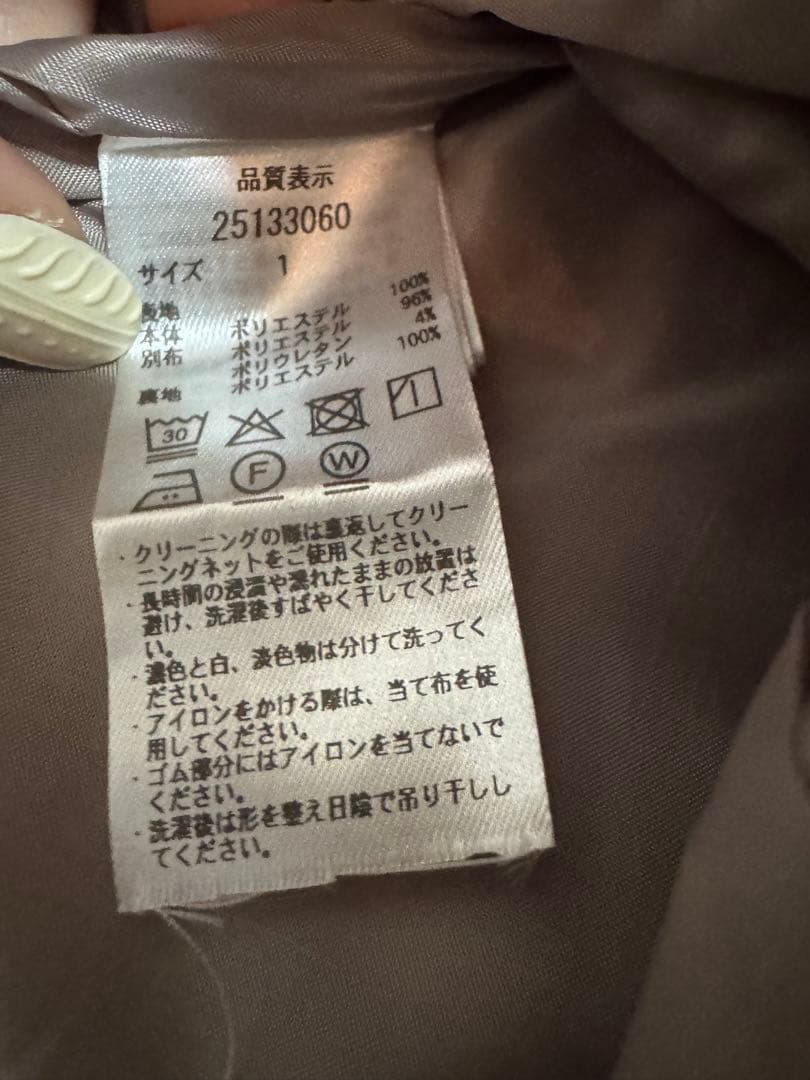 品質表示
25133060
サイズ 1
表地
本体 ポリエステル 100%
別布 ポリエステル 96%
ポリウレタン 4%
裏地 ポリエステル 100%
30
F W
・クリーニングの際は裏返してクリー
ニングネットをご使用ください。
・長時間の浸漬や濡れたままの放置は
避け、洗濯後すばやく干してくださ
い。
・濃色と白、淡色物は分けて洗ってく
ださい。
・アイロンをかける際は、当て布を使
用してください。
・ゴム部分にはアイロンを当てないで
ください。
・洗濯後は形を整え日陰で吊り干しし
てください。